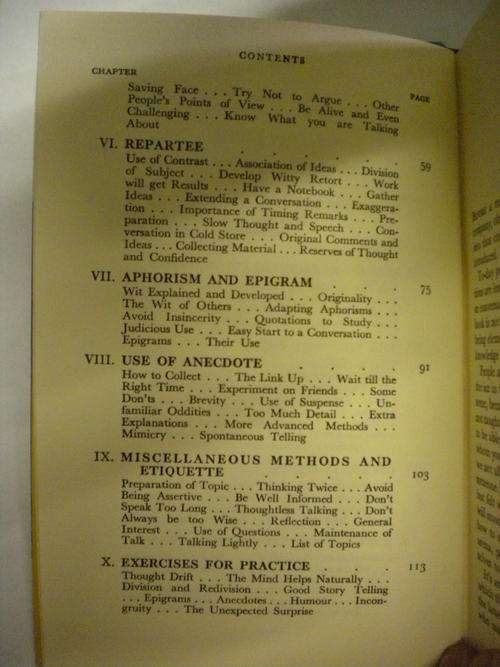 CONTENTS
CHAPTER
PAGE
Saving Face . . . Try Not to Argue . . . Other
People's Points of View . . . Be Alive and Even
Challenging . . . Know What you are Talking
About
VI. REPARTEE . . . . . 59
Use of Contrast . . . Association of Ideas . . . Division
of Subject . . . Develop Witty Retort . . . Work
will get Results . . . Have a Notebook . . . Gather
Ideas . . . Extending a Conversation . . . Exaggera-
tion . . . Importance of Timing Remarks . . . Pre-
paration . . . Slow Thought and Speech . . . Con-
versation in Cold Store . . . Original Comments and
Ideas . . . Collecting Material . . . Reserves of Thought
and Confidence
VII. APHORISM AND EPIGRAM . . . 75
Wit Explained and Developed . . . Originality . . .
The Wit of Others . . . Adapting Aphorisms . . .
Avoid Insincerity . . . Quotations to Study . . .
Judicious Use . . . Easy Start to a Conversation . . .
Epigrams . . . Their Use
VIII. USE OF ANECDOTE . . . . 91
How to Collect . . . The Link Up . . . Wait till the
Right Time . . . Experiment on Friends . . . Some
Don'ts . . . Brevity . . . Use of Suspense . . . Un-
familiar Oddities . . . Too Much Detail . . . Extra
Explanations . . . More Advanced Methods . . .
Mimicry . . . Spontaneous Telling
IX. MISCELLANEOUS METHODS AND
ETIQUETTE . . . . . 103
Preparation of Topic . . . Thinking Twice . . . Avoid
Being Assertive . . . Be Well Informed . . . Don't
Speak Too Long . . . Thoughtless Talking . . . Don't
Always be too Wise . . . Reflection . . . General
Interest . . . Use of Questions . . . Maintenance of
Talk . . . Talking Lightly . . . List of Topics
X. EXERCISES FOR PRACTICE . . . 113
Thought Drift . . . The Mind Helps Naturally . . .
Division and Redivision . . . Good Story Telling
. . . Epigrams . . . Anecdotes . . . Humour . . . Incon-
gruity . . . The Unexpected Surprise